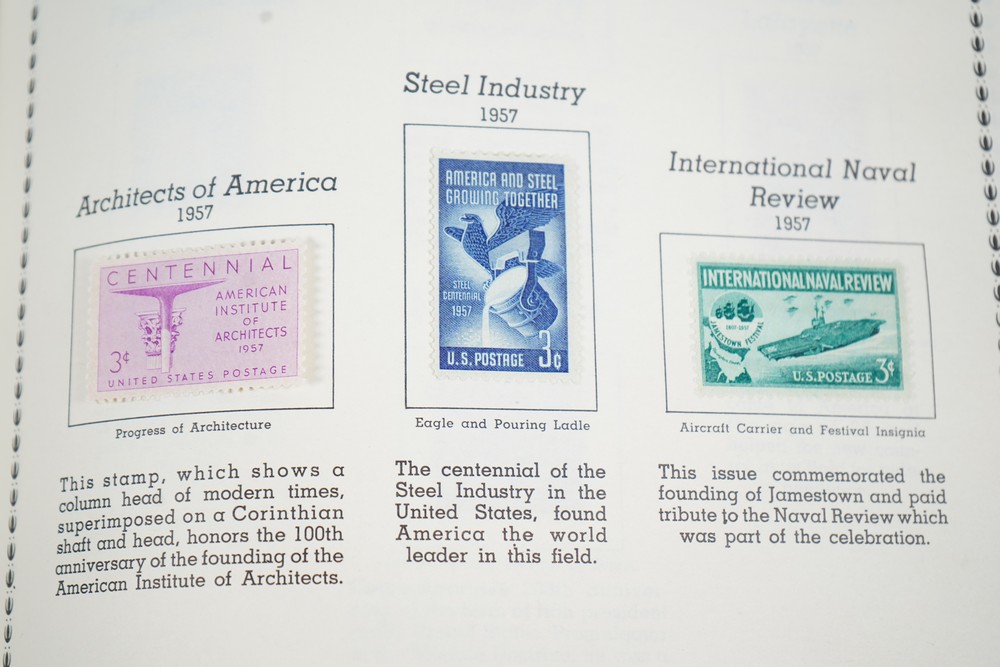 Architects of America
1957
CENTENNIAL
AMERICAN
INSTITUTE
OF
ARCHITECTS
1957
3¢
UNITED STATES POSTAGE
Progress of Architecture
This stamp, which shows a
column head of modern times,
superimposed on a Corinthian
shaft and head, honors the 100th
anniversary of the founding of the
American Institute of Architects.
Steel Industry
1957
AMERICA AND STEEL
GROWING TOGETHER
STEEL
CENTENNIAL
1957
U.S. POSTAGE 3¢
Eagle and Pouring Ladle
The centennial of the
Steel Industry in the
United States, found
America the world
leader in this field.
International Naval
Review
1957
INTERNATIONAL NAVAL REVIEW
1607-1957
JAMESTOWN FESTIVAL
U.S. POSTAGE 3¢
Aircraft Carrier and Festival Insignia
This issue commemorated the
founding of Jamestown and paid
tribute to the Naval Review which
was part of the celebration.